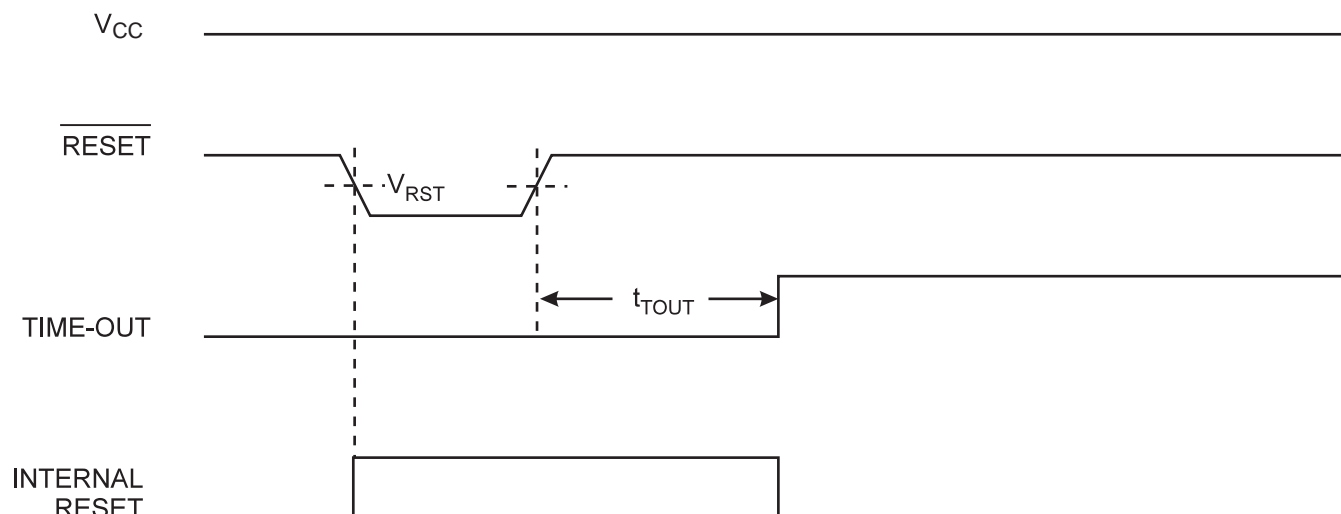 VCC
RESET
VRST
tTOUT
TIME-OUT
INTERNAL
RESET